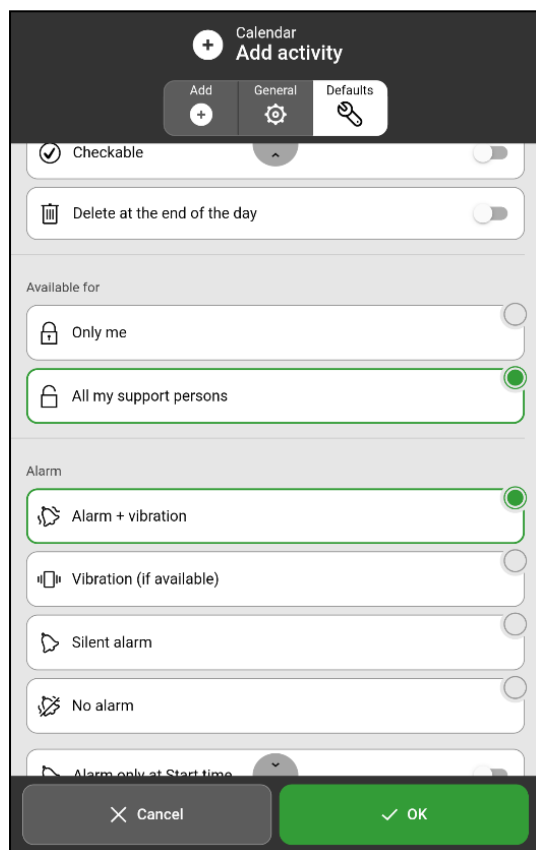 Calendar
Add activity
Add
General
Defaults
Checkable
Delete at the end of the day
Available for
Only me
All my support persons
Alarm
Alarm + vibration
Vibration (if available)
Silent alarm
No alarm
Alarm only at Start time
Cancel
OK